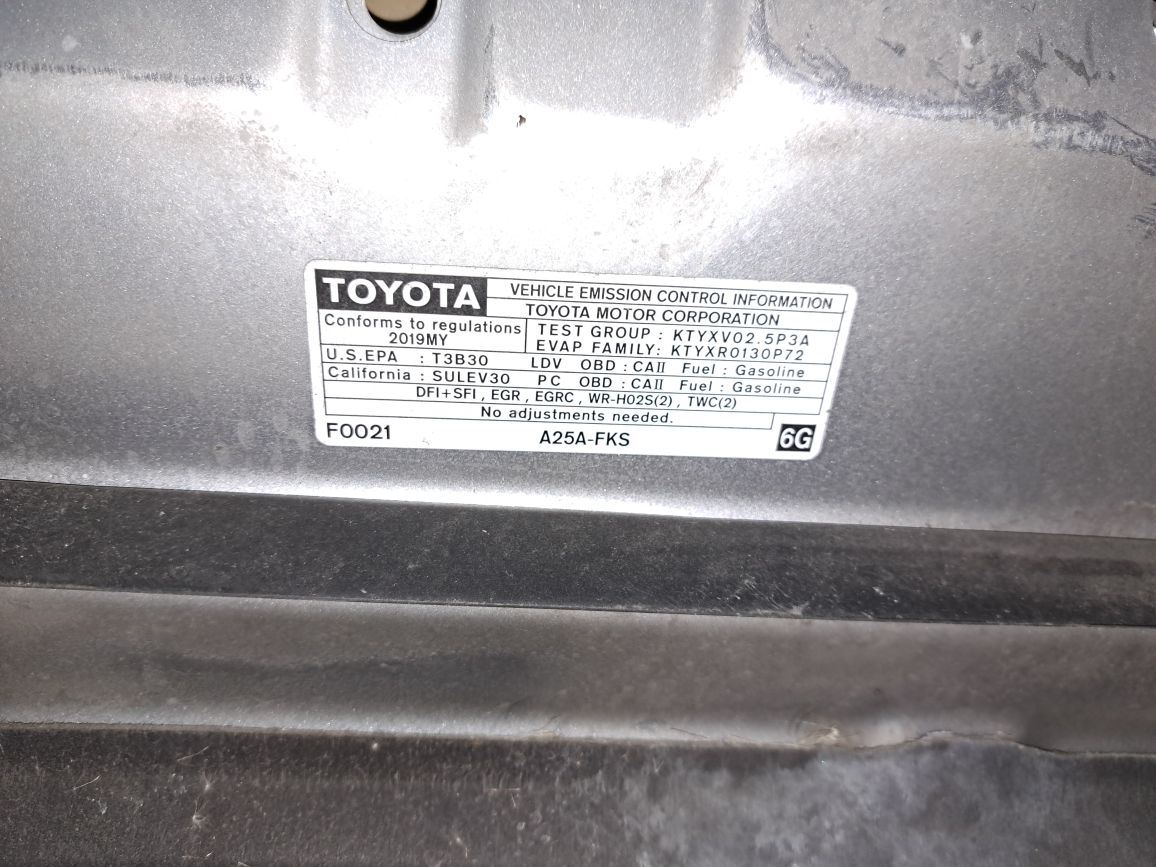 TOYOTA
VEHICLE EMISSION CONTROL INFORMATION
TOYOTA MOTOR CORPORATION
Conforms to regulations
2019MY
TEST GROUP : KTYXV02.5P3A
EVAP FAMILY: KTYXR0130P72
U.S.EPA : T3B30 LDV OBD : CAII Fuel : Gasoline
California : SULEV30 PC OBD : CAII Fuel : Gasoline
DFI+SFI , EGR , EGRC , WR-HO2S(2) , TWC(2)
No adjustments needed.
F0021 A25A-FKS 6G